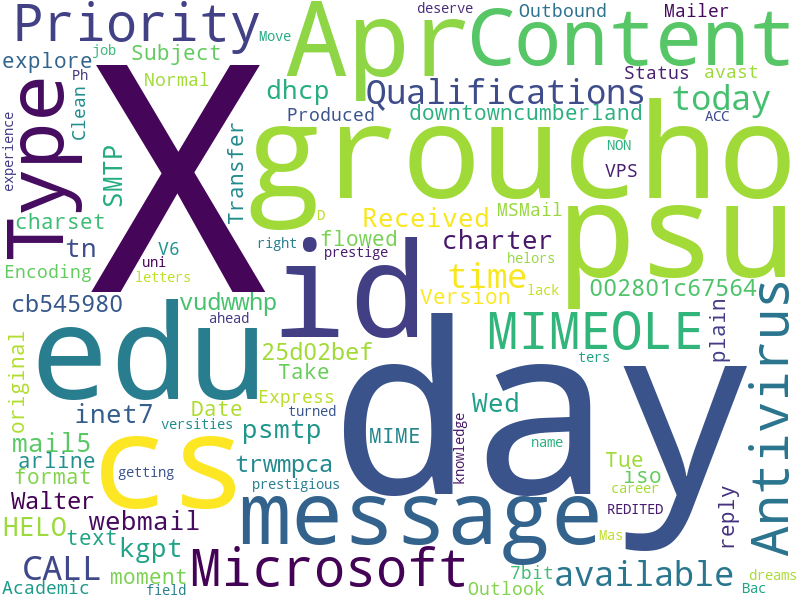 Priority
Apr
Content
deserve
Outbound
Mailer
Move
explore
job
Subject
Ph
Normal
Status
avast
dhcp
Qualifications
today
Type
Clean
X
Produced
downtowncumberland
ACC
experience
SMTP
Transfer
groucho
NON
VPS
charset
D
Received
MSMail
psu
tn
V6
right
flowed
charter
prestige
helors
Encoding
uni
letters
id
time
lack
002801c67564
cb545980
vudwwhp
Version
ahead
edu
day
MIMEOLE
plain
Antivirus
original
25d02bef
ters
Take
Express
Wed
inet7
Date
turned
versities
psmtp
MIME
knowledge
name
mail5
cs
arline
getting
trwmpca
Tue
format
prestigious
iso
career
Walter
message
reply
REDITED
HELO
webmail
text
kgpt
Mas
CALL
moment
Microsoft
7bit
available
dreams
Academic
field
Outlook
Bac